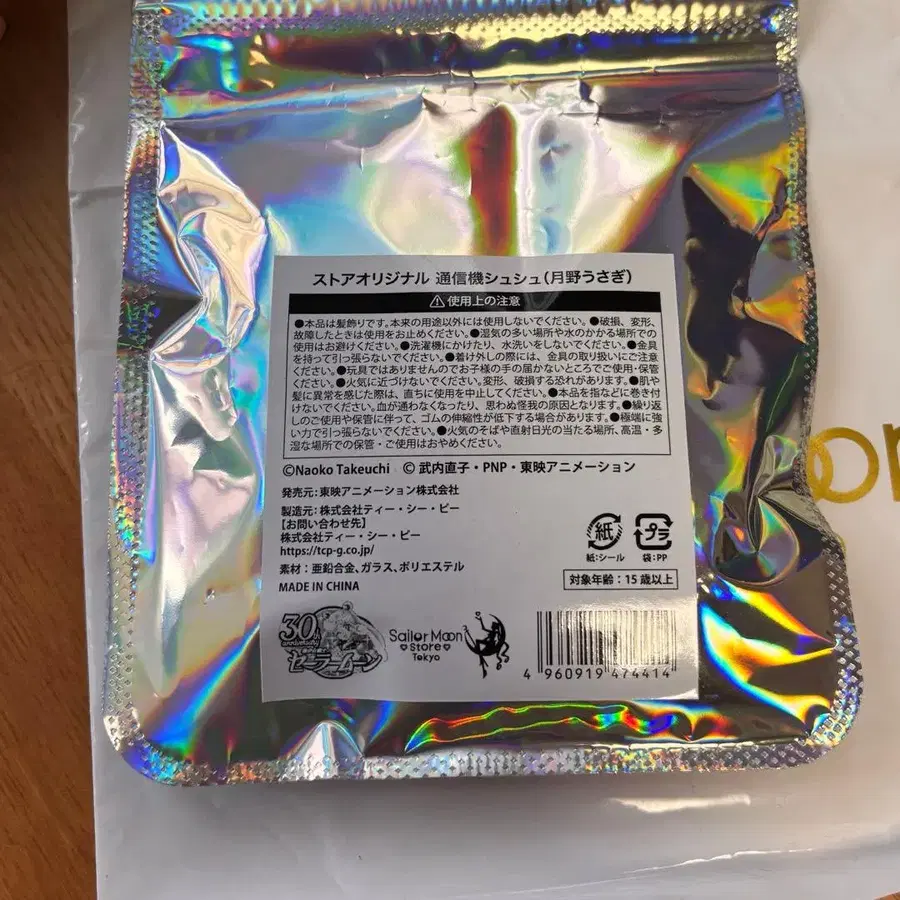 ストアオリジナル 通信機シュシュ(月野うさぎ)
⚠使用上の注意
●本品は髪飾りです。本来の用途以外には使用しないでください。●破損、変形、
故障したときは使用をお止めください。●湿気の多い場所や水のかかる場所での
使用はお避けください。●洗濯機にかけたり、水洗いをしないでください。●金具
を持って引っ張らないでください。●着け外しの際には、金具の取り扱いにご注意
ください。●玩具ではありませんのでお子様の手の届かないところでご使用・保管
ください。●火気に近づけないでください。変形、破損する恐れがあります。●肌や
髪に異常を感じた際は、直ちに使用を中止してください。●本品を指などに巻き付
けないでください。血が通わなくなったり、思わぬ怪我の原因となります。●繰り返
しのご使用や保管に伴って、ゴムの伸縮性が低下する場合があります。●極端に強
い力で引っ張らないでください。●火気のそばや直射日光の当たる場所、高温・多
湿な場所での保管・ご使用はおやめください。
©Naoko Takeuchi © 武内直子・PNP・東映アニメーション
発売元:東映アニメーション株式会社
製造元:株式会社ティー・シー・ピー
【お問い合わせ先】
株式会社ティー・シー・ピー
https://tcp-g.co.jp/
素材:亜鉛合金、ガラス、ポリエステル
MADE IN CHINA
紙 プラ
紙:シール 袋:PP
対象年齢:15歳以上
30th
anniversary
セーラームーン
Sailor Moon
store
Tokyo
4 960919 474414
on